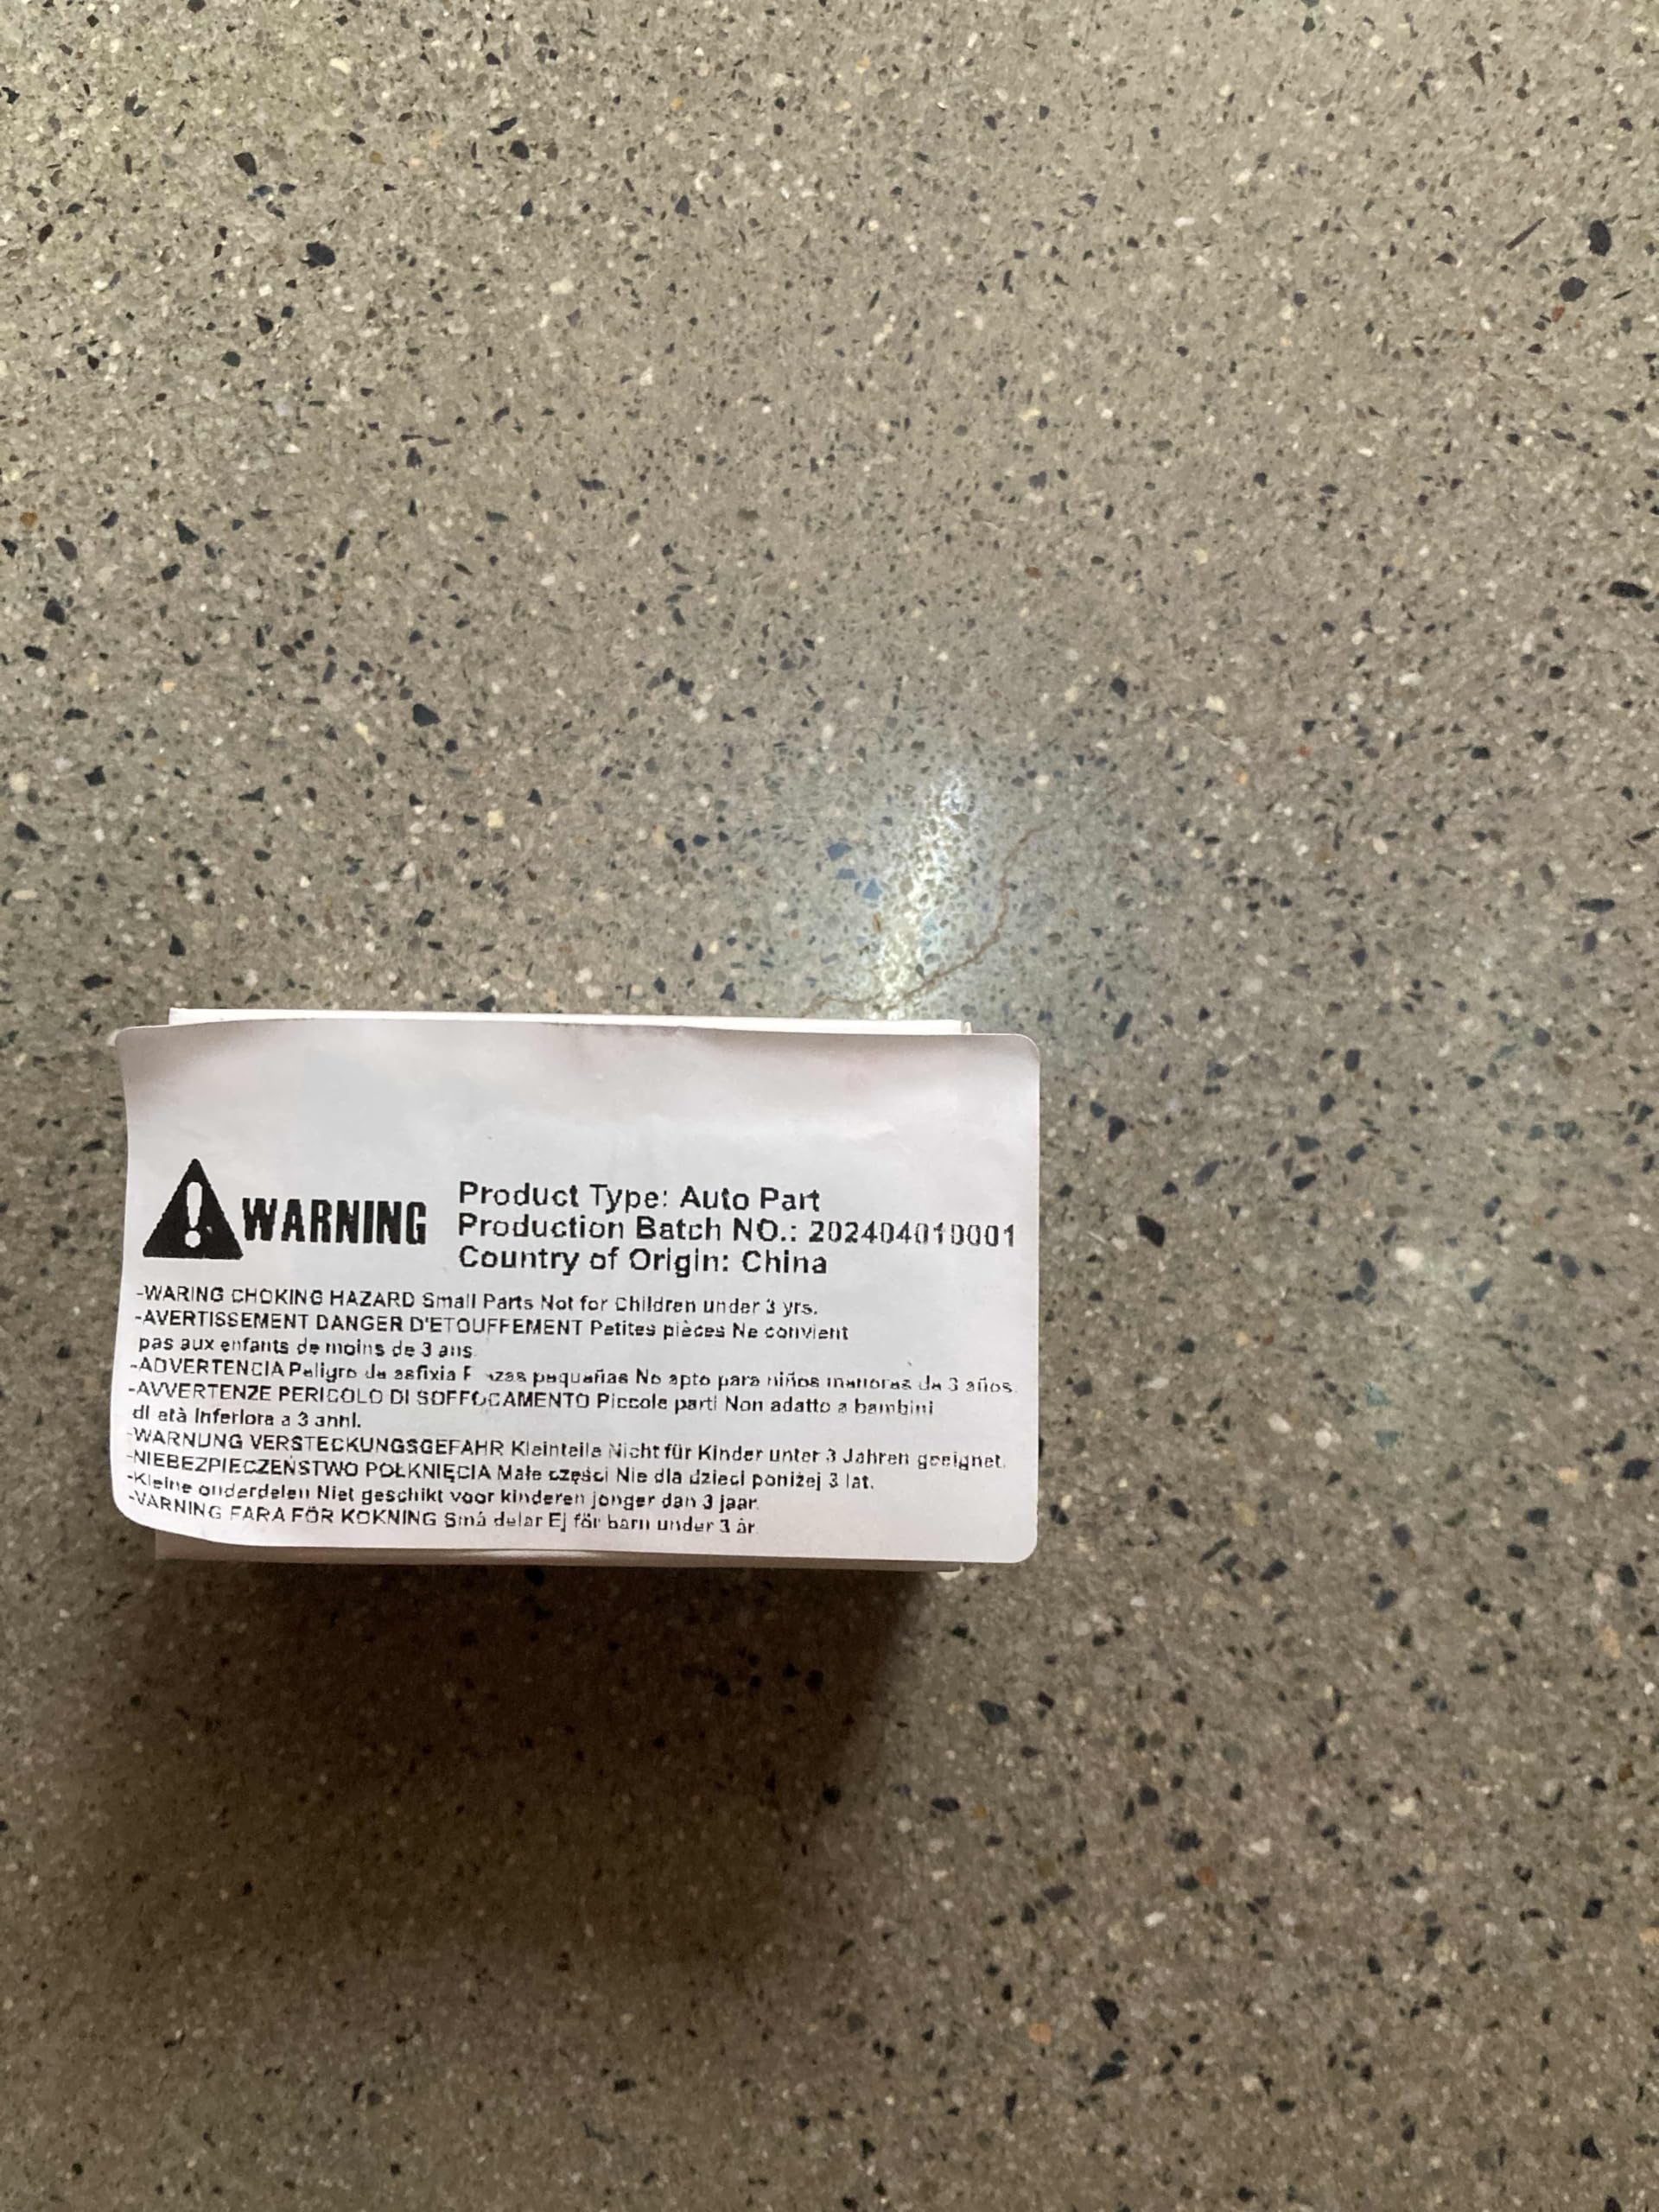 WARNING
Product Type: Auto Part
Production Batch NO.: 202404010001
Country of Origin: China
-WARING CHOKING HAZARD Small Parts Not for Children under 3 yrs.
-AVERTISSEMENT DANGER D'ETOUFFEMENT Petites pièces Ne convient
pas aux enfants de moins de 3 ans
-ADVERTENCIA Peligro de asfixia pequeñas No apto para niños menores de 3 años.
-AVVERTENZE PERICOLO DI SOFFOCAMENTO Piccole parti Non adatto a bambini
di età inferiora a 3 anni.
-WARNUNG VERSTECKUNGSGEFAHR Kleinteile Nicht für Kinder unter 3 Jahren geeignet.
-NIEBEZPIECZEŃSTWO POŁKNIĘCIA Małe części Nie dla dzieci poniżej 3 lat.
-Kleine onderdelen Niet geschikt voor kinderen jonger dan 3 jaar
-VARNING FARA FÖR KOKNING Små delar Ej för barn under 3 år